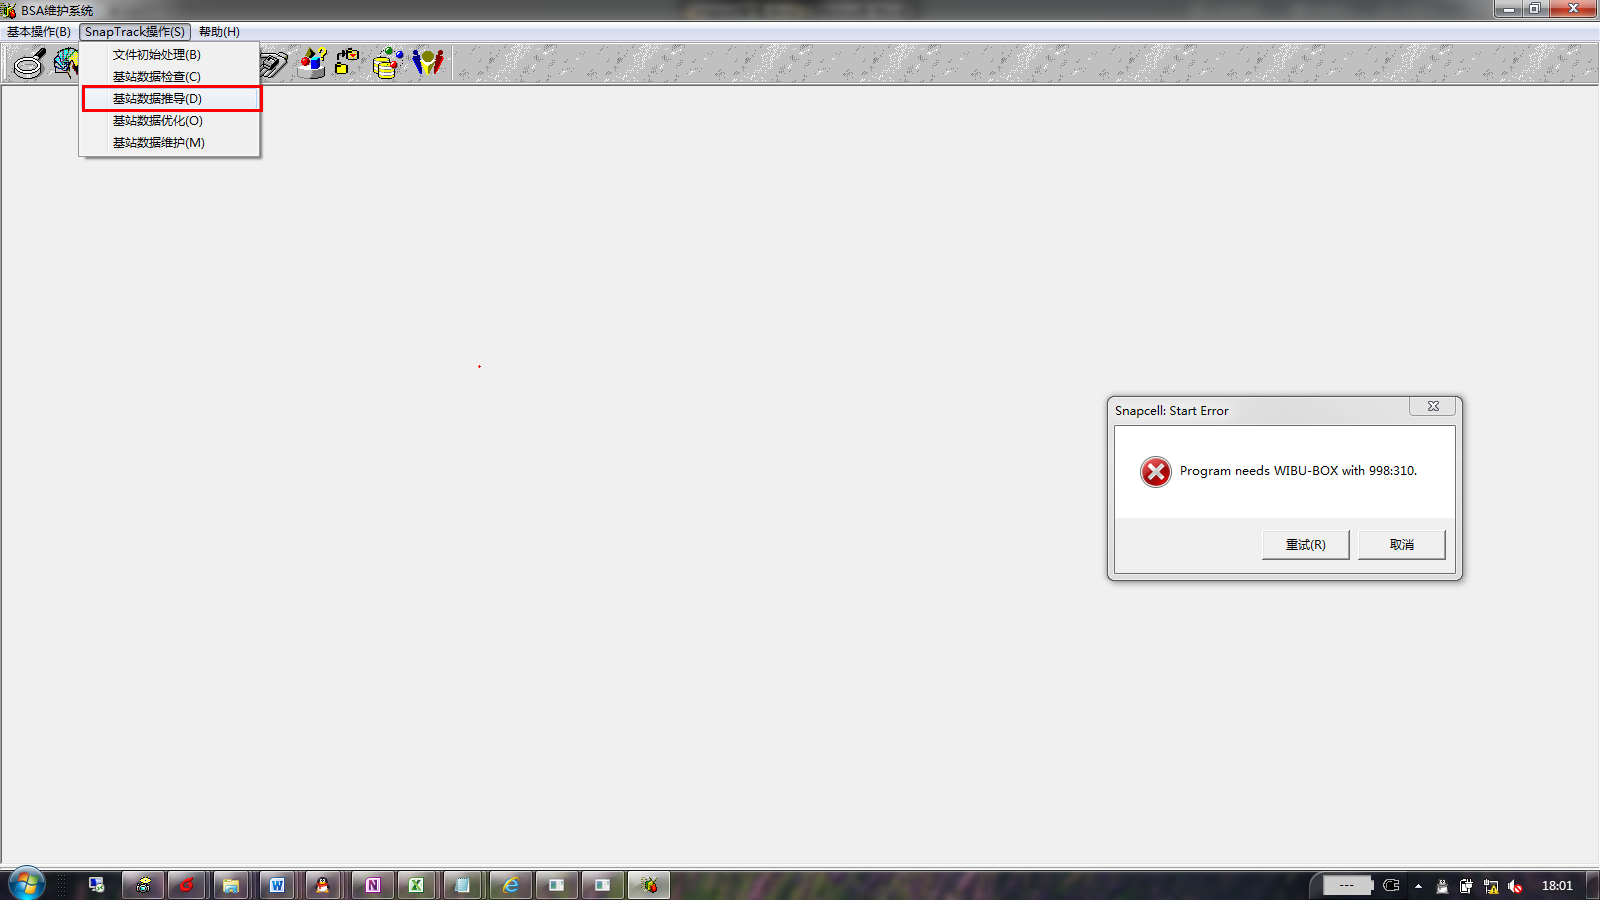 BSA维护系统
基本操作(B) SnapTrack操作(S) 帮助(H)
文件初始处理(B)
基站数据检查(C)
基站数据推导(D)
基站数据优化(O)
基站数据维护(M)
Snapcell: Start Error
Program needs WIBU-BOX with 998:310.
重试(R) 取消
--- 18:01